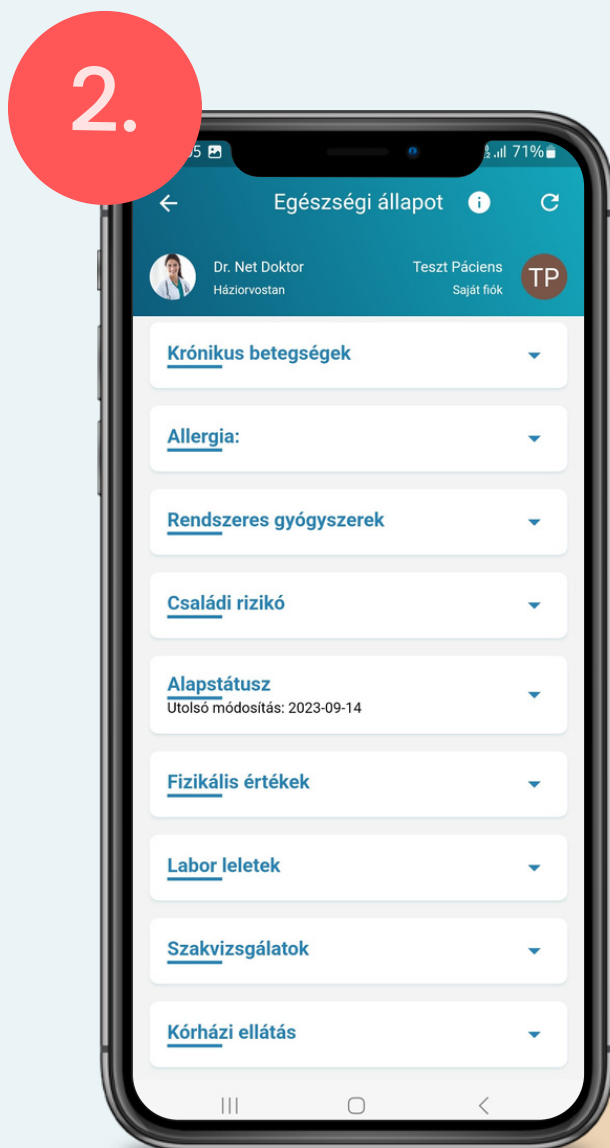 2.
71%
Egészségi állapot
Dr. Net Doktor
Háziorvostan
Teszt Páciens
Saját fiók
TP
Krónikus betegségek
Allergia:
Rendszeres gyógyszerek
Családi rizikó
Alapstátusz
Utolsó módosítás: 2023-09-14
Fizikális értékek
Labor leletek
Szakvizsgálatok
Kórházi ellátás